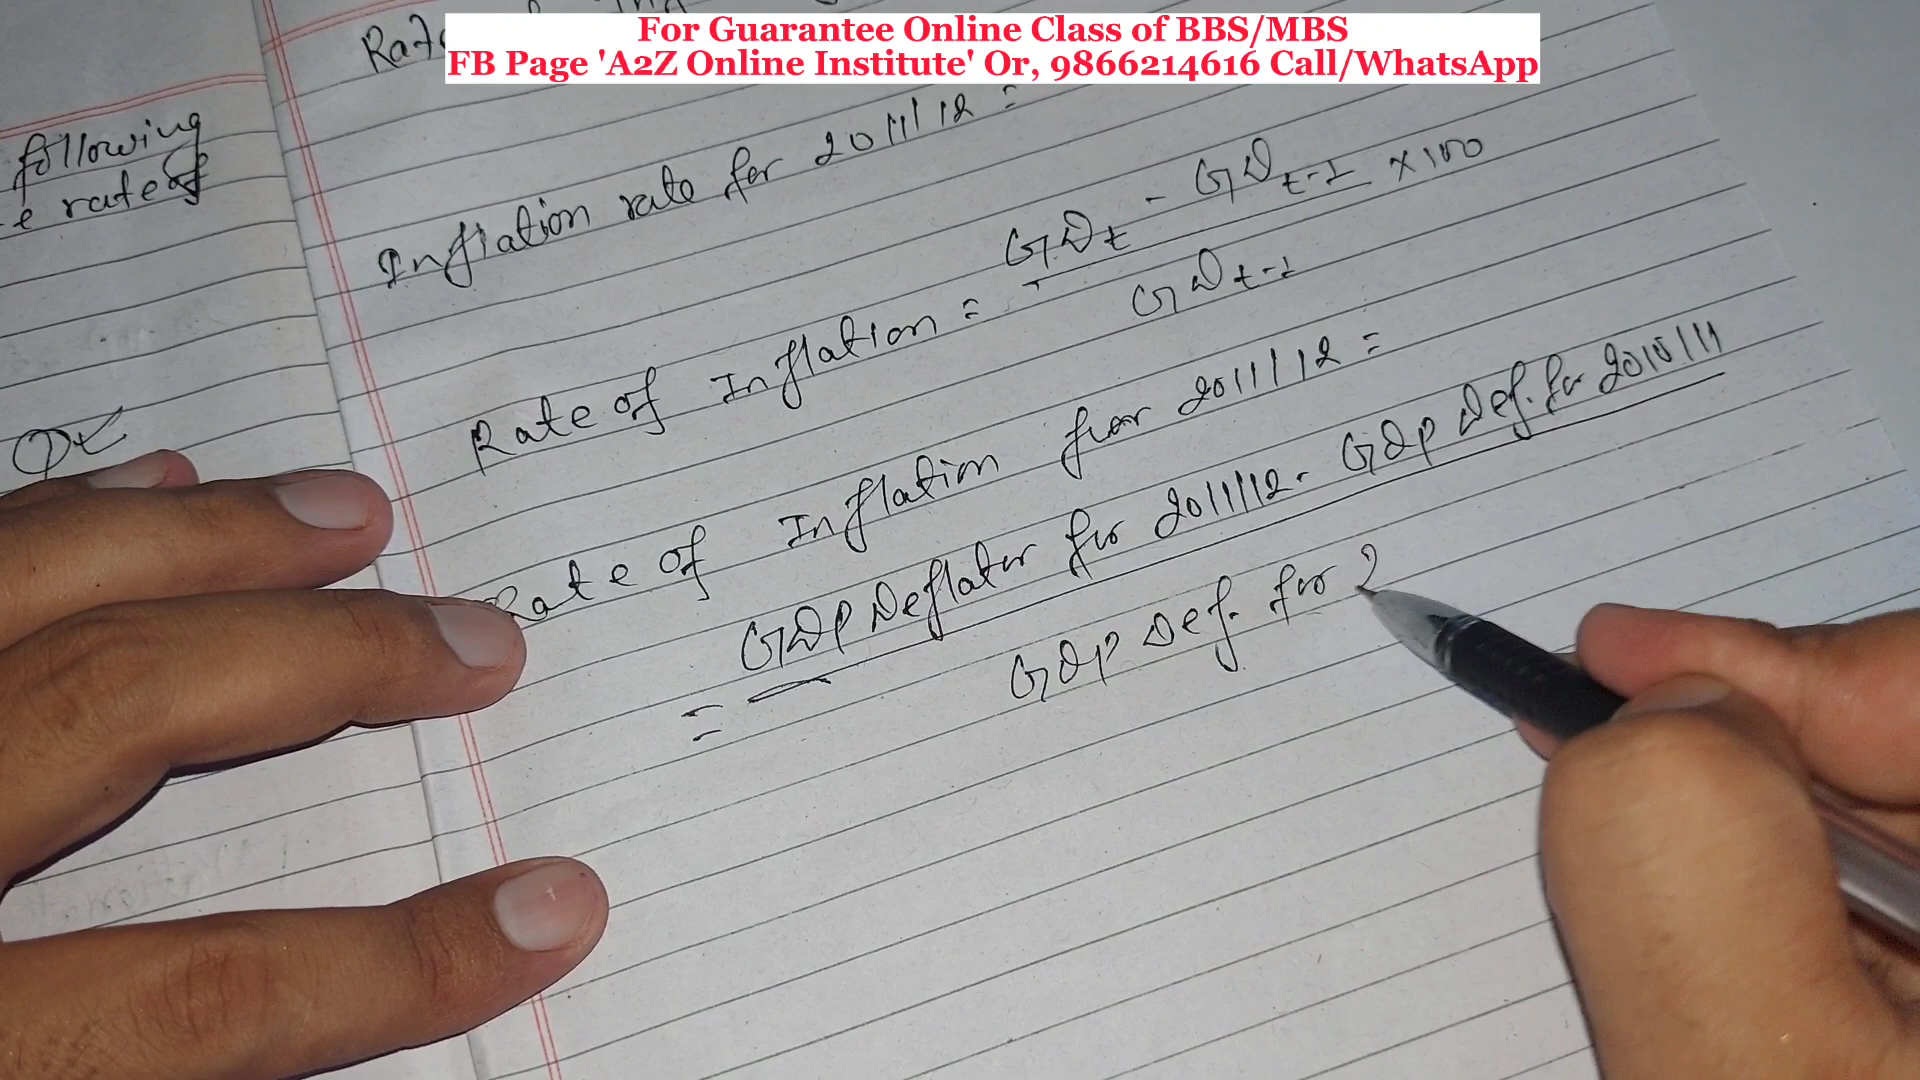 For Guarantee Online Class of BBS/MBS
FB Page 'A2Z Online Institute' Or, 9866214616 Call/WhatsApp
following
e rate of
Inflation rate for 2011/12 =
Rate of Inflation = GDt - GDt-1 × 100
GDt-1
Rate of Inflation for 2011/12 =
= GDP Deflator for 2011/12 - GDP Def. for 2010/11
GDP Def. for 2